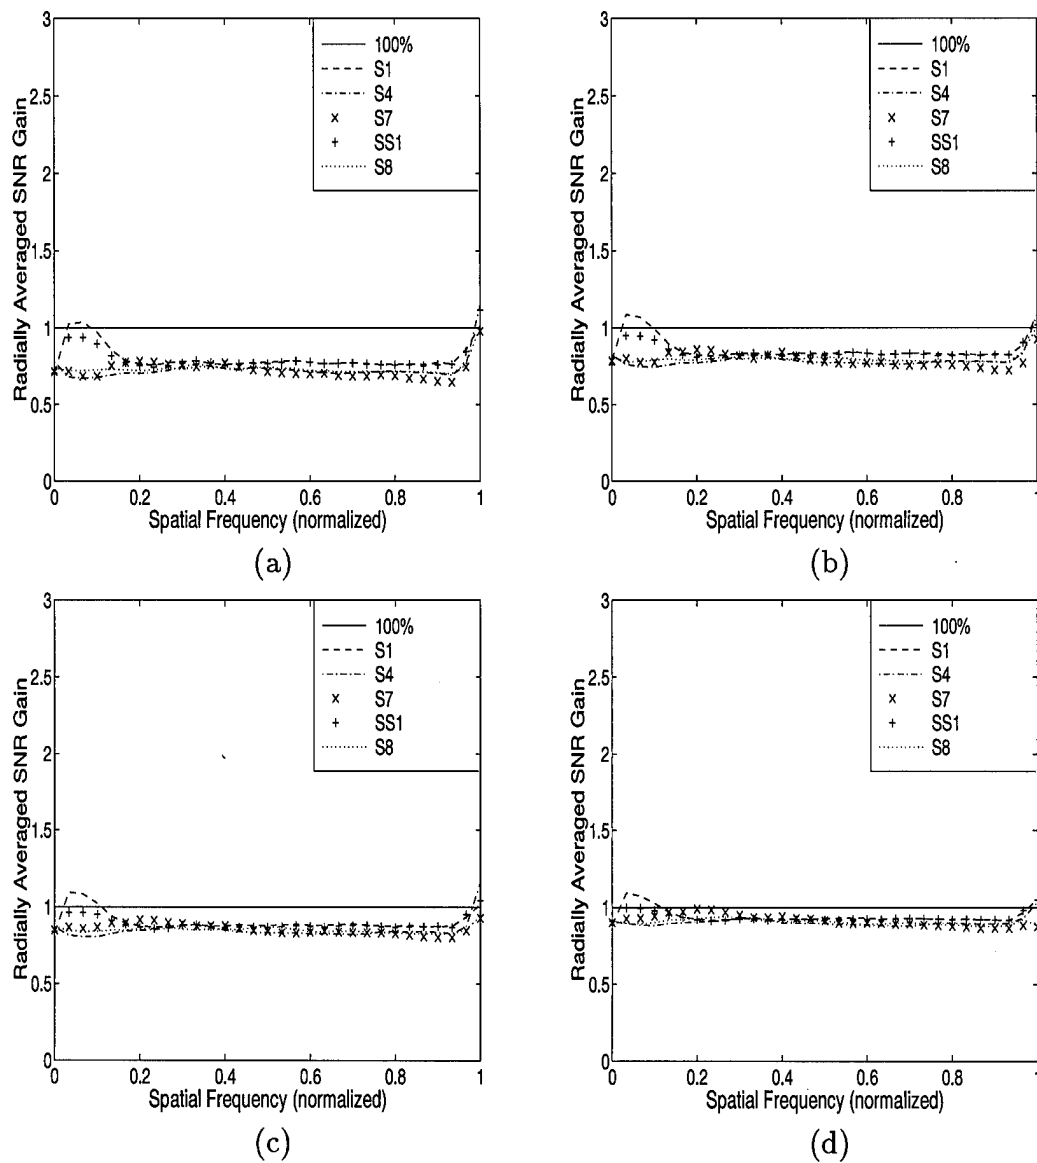 3
2.5
2
1.5
1
0.5
0
Radially Averaged SNR Gain
100%
S1
S4
S7
SS1
S8
0 0.2 0.4 0.6 0.8 1
Spatial Frequency (normalized)
(a)
3
2.5
2
1.5
1
0.5
0
Radially Averaged SNR Gain
100%
S1
S4
S7
SS1
S8
0 0.2 0.4 0.6 0.8 1
Spatial Frequency (normalized)
(b)
3
2.5
2
1.5
1
0.5
0
Radially Averaged SNR Gain
100%
S1
S4
S7
SS1
S8
0 0.2 0.4 0.6 0.8 1
Spatial Frequency (normalized)
(c)
3
2.5
2
1.5
1
0.5
0
Radially Averaged SNR Gain
100%
S1
S4
S7
SS1
S8
0 0.2 0.4 0.6 0.8 1
Spatial Frequency (normalized)
(d)